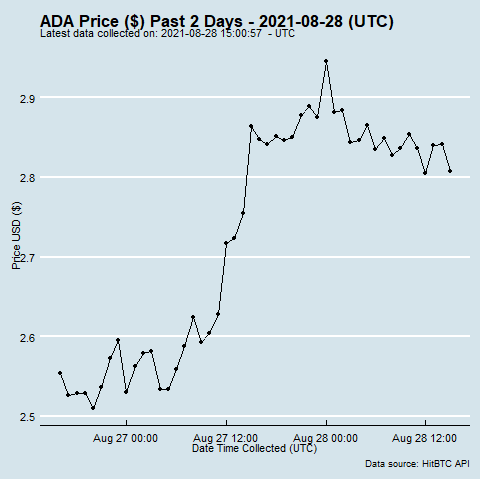 ADA Price ($) Past 2 Days - 2021-08-28 (UTC)
Latest data collected on: 2021-08-28 15:00:57 - UTC
2.9
2.8
2.7
2.6
2.5
Price USD ($)
Aug 27 00:00 Aug 27 12:00 Aug 28 00:00 Aug 28 12:00
Date Time Collected (UTC)
Data source: HitBTC API